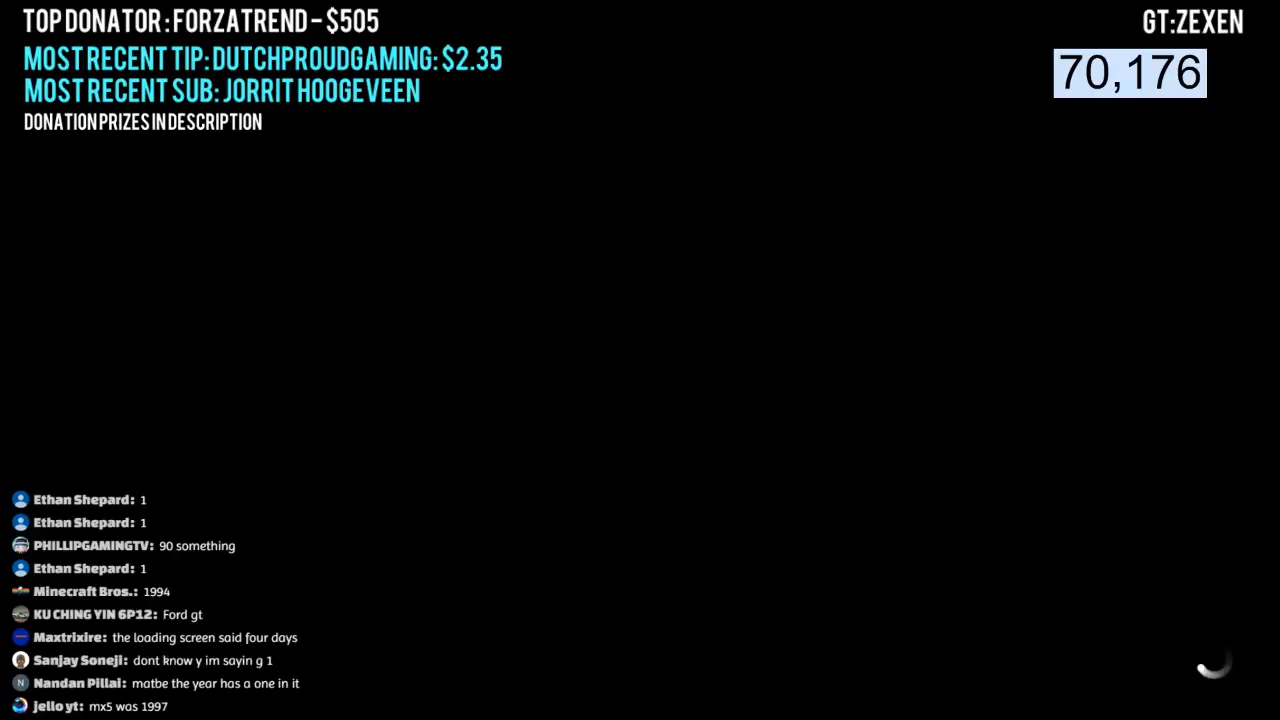 TOP DONATOR : FORZATREND - $505
GT:ZEXEN
MOST RECENT TIP: DUTCHPROUDGAMING: $2.35
70,176
MOST RECENT SUB: JORRIT HOOGEVEEN
DONATION PRIZES IN DESCRIPTION
Ethan Shepard: 1
Ethan Shepard: 1
PHILLIPGAMINGTV: 90 something
Ethan Shepard: 1
Minecraft Bros.: 1994
KU CHING YIN 6P12: Ford gt
Maxtrixire: the loading screen said four days
Sanjay Soneji: dont know y im sayin g 1
N Nandan Pillai: matbe the year has a one in it
jello yt: mx5 was 1997